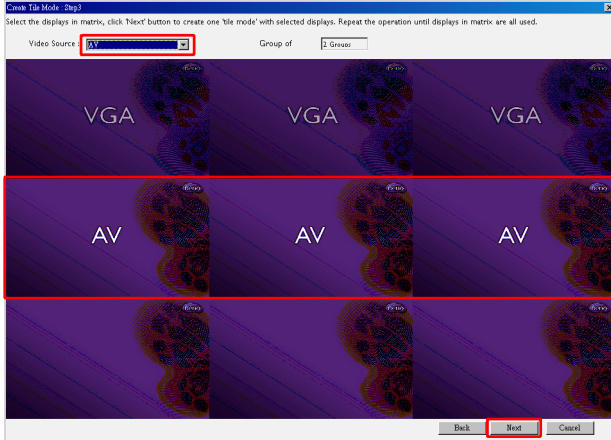 Create Tile Mode : Step3
Select the displays in matrix, click 'Next' button to create one 'tile mode' with selected displays. Repeat the operation until displays in matrix are all used.
Video Source : AV Group of 2 Groups
VGA VGA VGA
AV AV AV
Back Next Cancel